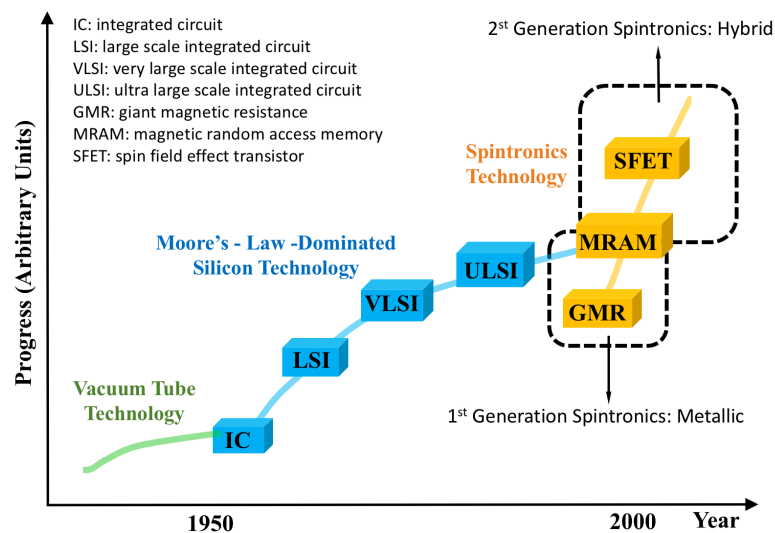 IC: integrated circuit
LSI: large scale integrated circuit
VLSI: very large scale integrated circuit
ULSI: ultra large scale integrated circuit
GMR: giant magnetic resistance
MRAM: magnetic random access memory
SFET: spin field effect transistor
2st Generation Spintronics: Hybrid
Spintronics
Technology
SFET
MRAM
GMR
Moore's - Law -Dominated
Silicon Technology
ULSI
VLSI
LSI
IC
Vacuum Tube
Technology
1st Generation Spintronics: Metallic
Progress (Arbitrary Units)
1950
2000
Year